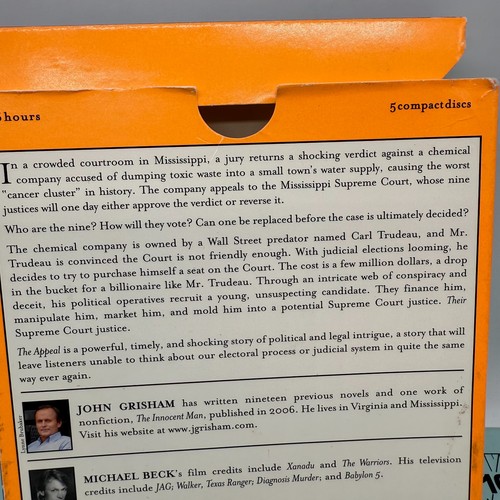 hours
5 compact discs
In a crowded courtroom in Mississippi, a jury returns a shocking verdict against a chemical
company accused of dumping toxic waste into a small town's water supply, causing the worst
"cancer cluster" in history. The company appeals to the Mississippi Supreme Court, whose nine
justices will one day either approve the verdict or reverse it.
Who are the nine? How will they vote? Can one be replaced before the case is ultimately decided?
The chemical company is owned by a Wall Street predator named Carl Trudeau, and Mr.
Trudeau is convinced the Court is not friendly enough. With judicial elections looming, he
decides to try to purchase himself a seat on the Court. The cost is a few million dollars, a drop
in the bucket for a billionaire like Mr. Trudeau. Through an intricate web of conspiracy and
deceit, his political operatives recruit a young, unsuspecting candidate. They finance him,
manipulate him, market him, and mold him into a potential Supreme Court justice. Their
Supreme Court justice.
The Appeal is a powerful, timely, and shocking story of political and legal intrigue, a story that will
leave listeners unable to think about our electoral process or judicial system in quite the same
way ever again.
JOHN GRISHAM has written nineteen previous novels and one work of
nonfiction, The Innocent Man, published in 2006. He lives in Virginia and Mississippi.
Visit his website at www.jgrisham.com.
Lynne Brubaker
MICHAEL BECK's film credits include Xanadu and The Warriors. His television
credits include JAG; Walker, Texas Ranger; Diagnosis Murder; and Babylon 5.